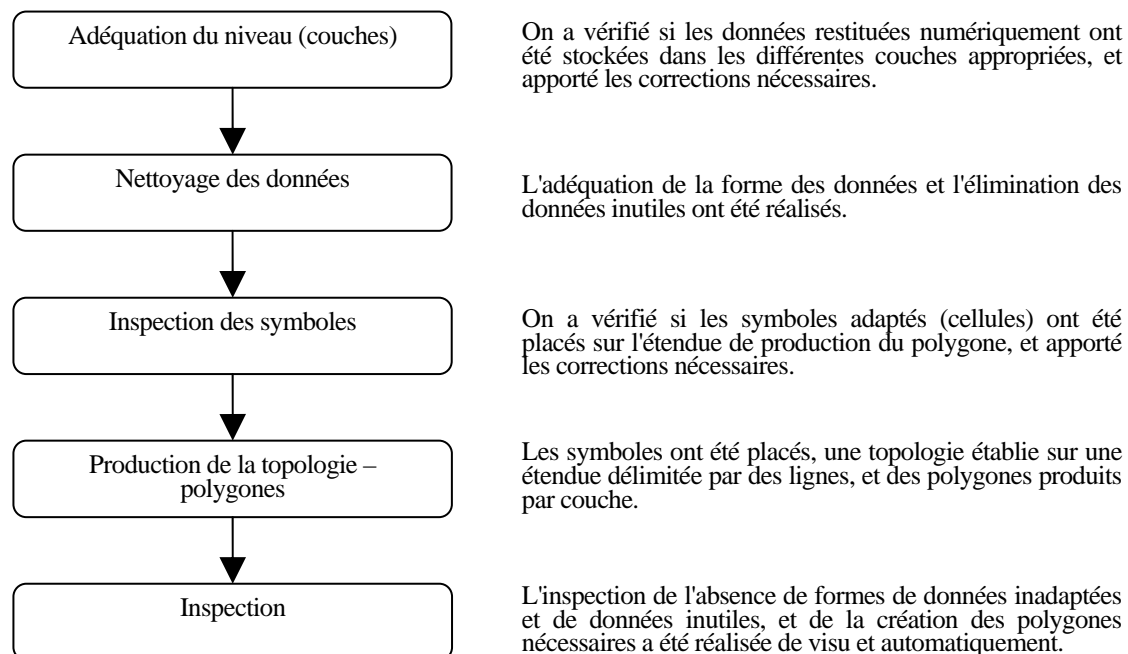 Adéquation du niveau (couches)
On a vérifié si les données restituées numériquement ont
été stockées dans les différentes couches appropriées, et
apporté les corrections nécessaires.
Nettoyage des données
L'adéquation de la forme des données et l'élimination des
données inutiles ont été réalisés.
Inspection des symboles
On a vérifié si les symboles adaptés (cellules) ont été
placés sur l'étendue de production du polygone, et apporté
les corrections nécessaires.
Production de la topologie –
polygones
Les symboles ont été placés, une topologie établie sur une
étendue délimitée par des lignes, et des polygones produits
par couche.
Inspection
L'inspection de l'absence de formes de données inadaptées
et de données inutiles, et de la création des polygones
nécessaires a été réalisée de visu et automatiquement.